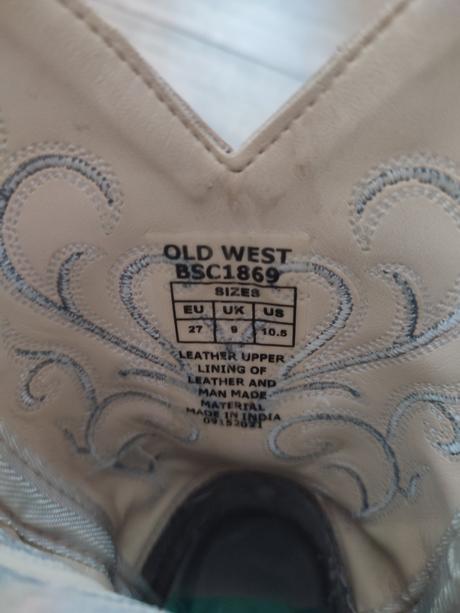 OLD WEST
BSC1869
SIZES
EU UK US
27 9 10.5
LEATHER UPPER
LINING OF
LEATHER AND
MAN MADE
MATERIAL
MADE IN INDIA
09152021